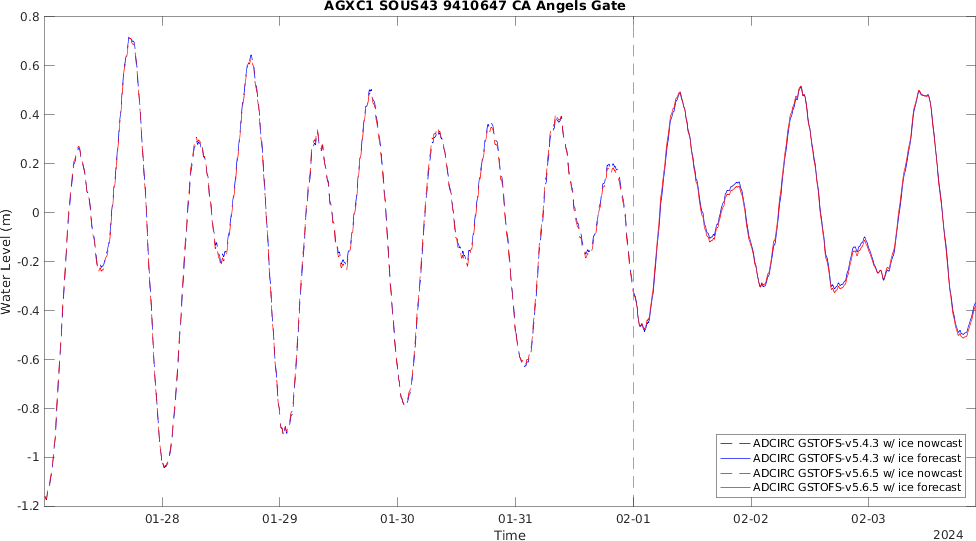 AGXC1 SOUS43 9410647 CA Angels Gate
0.8
0.6
0.4
0.2
0
-0.2
-0.4
-0.6
-0.8
-1
-1.2
Water Level (m)
ADCIRC GSTOFS-v5.4.3 w/ ice nowcast
ADCIRC GSTOFS-v5.4.3 w/ ice forecast
ADCIRC GSTOFS-v5.6.5 w/ ice nowcast
ADCIRC GSTOFS-v5.6.5 w/ ice forecast
01-28 01-29 01-30 01-31 02-01 02-02 02-03
Time
2024